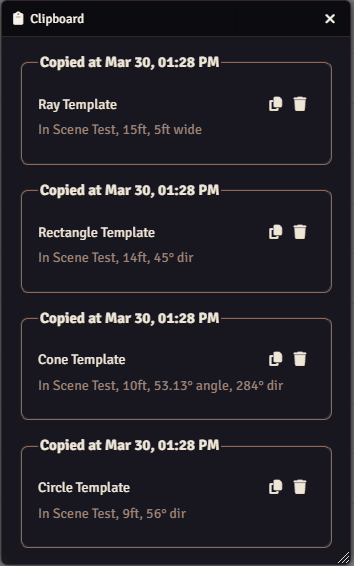 Clipboard
Copied at Mar 30, 01:28 PM
Ray Template
In Scene Test, 15ft, 5ft wide
Copied at Mar 30, 01:28 PM
Rectangle Template
In Scene Test, 14ft, 45° dir
Copied at Mar 30, 01:28 PM
Cone Template
In Scene Test, 10ft, 53.13° angle, 284° dir
Copied at Mar 30, 01:28 PM
Circle Template
In Scene Test, 9ft, 56° dir